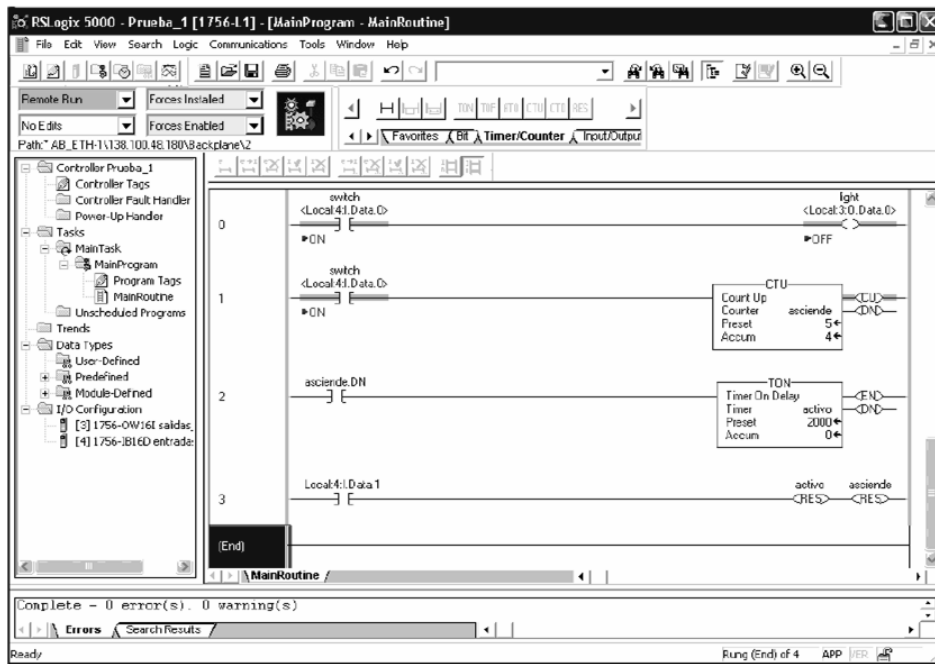 RSLogix 5000 - Prueba_1 [1756-L1] - [MainProgram - MainRoutine]
File Edit View Search Logic Communications Tools Window Help
Remote Run
Forces Installed
TON TOF RTO CTU CTD RES
No Edits
Forces Enabled
Favorites Bit Timer/Counter Input/Output
Path:* AB_ETH-1\138.100.48.180\Backplane\2
Controller Prueba_1
Controller Tags
Controller Fault Handler
Power-Up Handler
Tasks
MainTask
MainProgram
Program Tags
MainRoutine
Unscheduled Programs
Trends
Data Types
User-Defined
Predefined
Module-Defined
I/O Configuration
[3] 1756-OW16I saidas_
[4] 1756-IB16D entradas
0
switch
<Local:4:I.Data.0>
ON
light
<Local:3:O.Data.0>
OFF
1
switch
<Local:4:I.Data.0>
ON
CTU
Count Up
Counter asciende
Preset 5
Accum 4
CU
DN
2
asciende.DN
TON
Timer On Delay
Timer activo
Preset 2000
Accum 0
EN
DN
3
Local:4:I.Data.1
activo
RES
asciende
RES
(End)
MainRoutine
Complete - 0 error(s). 0 warning(s)
Errors Search Results
Ready
Rung (End) of 4 APP VER